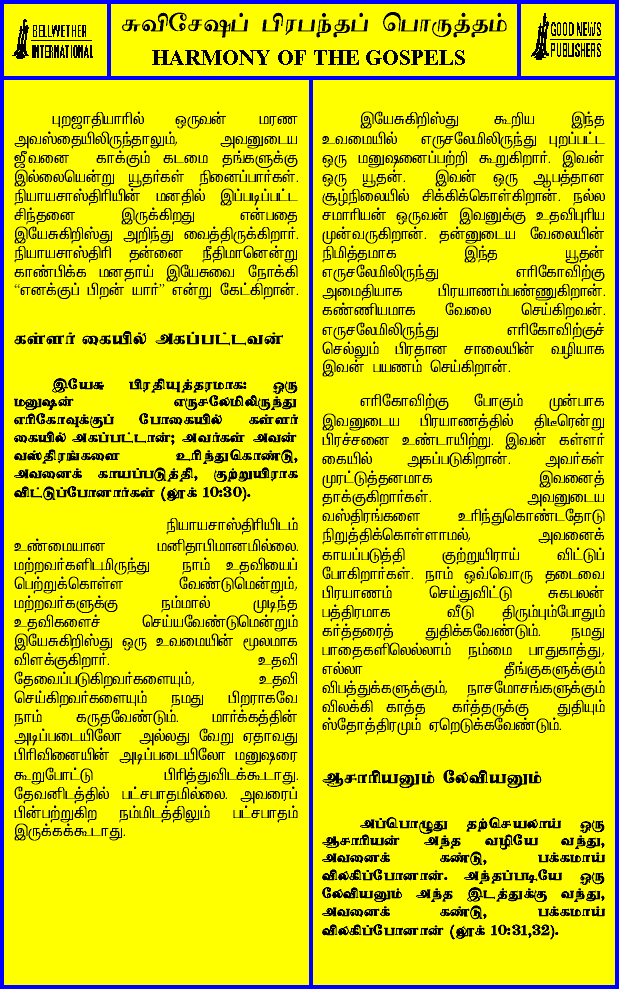 BELLWETHER
INTERNATIONAL
சுவிசேஷப் பிரபந்தப் பொருத்தம்
HARMONY OF THE GOSPELS
GOOD NEWS
PUBLISHERS
புறஜாதியாரில் ஒருவன் மரண
அவஸ்தையிலிருந்தாலும், அவனுடைய
ஜீவனை காக்கும் கடமை தங்களுக்கு
இல்லையென்று யூதர்கள் நினைப்பார்கள்.
நியாயசாஸ்திரியின் மனதில் இப்படிப்பட்ட
சிந்தனை இருக்கிறது என்பதை
இயேசுகிறிஸ்து அறிந்து வைத்திருக்கிறார்.
நியாயசாஸ்திரி தன்னை நீதிமானென்று
காண்பிக்க மனதாய் இயேசுவை நோக்கி
“எனக்குப் பிறன் யார்” என்று கேட்கிறான்.
கள்ளர் கையில் அகப்பட்டவன்
இயேசு பிரதியுத்தரமாக: ஒரு
மனுஷன் எருசலேமிலிருந்து
எரிகோவுக்குப் போகையில் கள்ளர்
கையில் அகப்பட்டான்; அவர்கள் அவன்
வஸ்திரங்களை உரிந்துகொண்டு,
அவனைக் காயப்படுத்தி, குற்றுயிராக
விட்டுப்போனார்கள் (லூக் 10:30).
நியாயசாஸ்திரியிடம்
உண்மையான மனிதாபிமானமில்லை.
மற்றவர்களிடமிருந்து நாம் உதவியைப்
பெற்றுக்கொள்ள வேண்டுமென்றும்,
மற்றவர்களுக்கு நம்மால் முடிந்த
உதவிகளைச் செய்யவேண்டுமென்றும்
இயேசுகிறிஸ்து ஒரு உவமையின் மூலமாக
விளக்குகிறார். உதவி
தேவைப்படுகிறவர்களையும், உதவி
செய்கிறவர்களையும் நமது பிறராகவே
நாம் கருதவேண்டும். மார்க்கத்தின்
அடிப்படையிலோ அல்லது வேறு ஏதாவது
பிரிவினையின் அடிப்படையிலோ மனுஷரை
கூறுபோட்டு பிரித்துவிடக்கூடாது.
தேவனிடத்தில் பட்சபாதமில்லை. அவரைப்
பின்பற்றுகிற நம்மிடத்திலும் பட்சபாதம்
இருக்கக்கூடாது.
இயேசுகிறிஸ்து கூறிய இந்த
உவமையில் எருசலேமிலிருந்து புறப்பட்ட
ஒரு மனுஷனைப்பற்றி கூறுகிறார். இவன்
ஒரு யூதன். இவன் ஒரு ஆபத்தான
சூழ்நிலையில் சிக்கிக்கொள்கிறான். நல்ல
சமாரியன் ஒருவன் இவனுக்கு உதவிபுரிய
முன்வருகிறான். தன்னுடைய வேலையின்
நிமித்தமாக இந்த யூதன்
எருசலேமிலிருந்து எரிகோவிற்கு
அமைதியாக பிரயாணம்பண்ணுகிறான்.
கண்ணியமாக வேலை செய்கிறவன்.
எருசலேமிலிருந்து எரிகோவிற்குச்
செல்லும் பிரதான சாலையின் வழியாக
இவன் பயணம் செய்கிறான்.
எரிகோவிற்கு போகும் முன்பாக
இவனுடைய பிரயாணத்தில் திடீரென்று
பிரச்சனை உண்டாயிற்று. இவன் கள்ளர்
கையில் அகப்படுகிறான். அவர்கள்
முரட்டுத்தனமாக இவனைத்
தாக்குகிறார்கள். அவனுடைய
வஸ்திரங்களை உரிந்துகொண்டதோடு
நிறுத்திக்கொள்ளாமல், அவனைக்
காயப்படுத்தி குற்றுயிராய் விட்டுப்
போகிறார்கள். நாம் ஒவ்வொரு தடைவை
பிரயாணம் செய்துவிட்டு சுகபலன்
பத்திரமாக வீடு திரும்பும்போதும்
கர்த்தரைத் துதிக்கவேண்டும். நமது
பாதைகளிலெல்லாம் நம்மை பாதுகாத்து,
எல்லா தீங்குகளுக்கும்
விபத்துக்களுக்கும், நாசமோசங்களுக்கும்
விலக்கி காத்த கர்த்தருக்கு துதியும்
ஸ்தோத்திரமும் ஏறெடுக்கவேண்டும்.
ஆசாரியனும் லேவியனும்
அப்பொழுது தற்செயலாய் ஒரு
ஆசாரியன் அந்த வழியே வந்து,
அவனைக் கண்டு, பக்கமாய்
விலகிப்போனான். அந்தப்படியே ஒரு
லேவியனும் அந்த இடத்துக்கு வந்து,
அவனைக் கண்டு, பக்கமாய்
விலகிப்போனான் (லூக் 10:31,32).